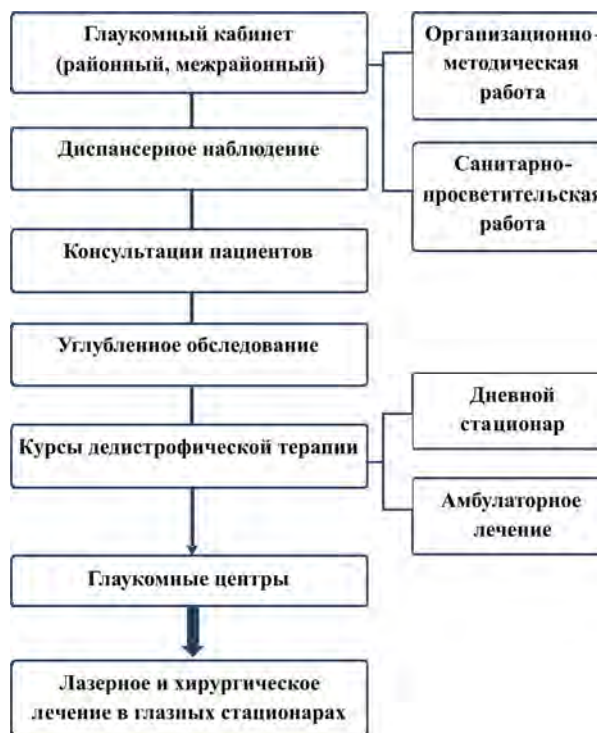 Глаукомный кабинет
(районный, межрайонный)
Организационно-
методическая
работа
Диспансерное наблюдение
Санитарно-
просветительская
работа
Консультации пациентов
Углубленное обследование
Дневной
стационар
Курсы дедистрофической терапии
Амбулаторное
лечение
Глаукомные центры
Лазерное и хирургическое
лечение в глазных стационарах